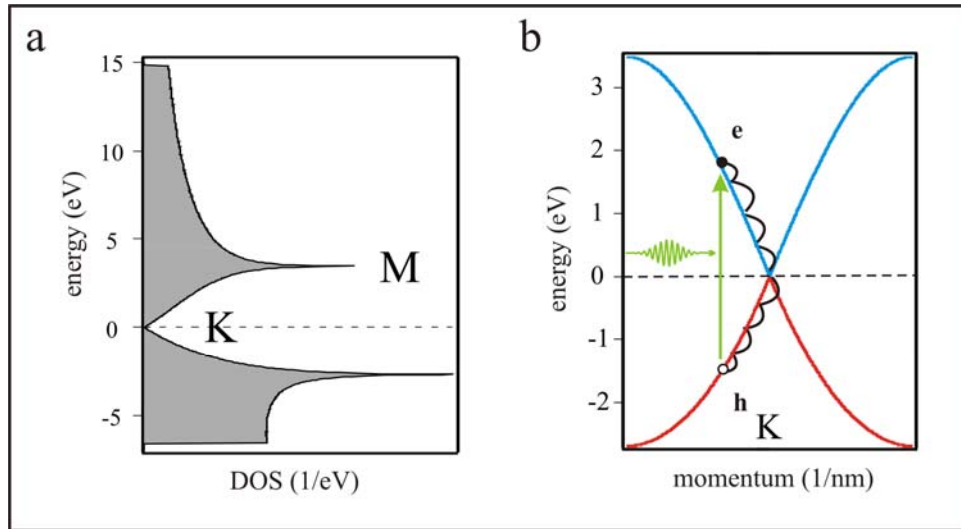 a
15
10
5
0
-5
energy (eV)
M
K
DOS (1/eV)
b
3
2
1
0
-1
-2
energy (eV)
e
h
K
momentum (1/nm)